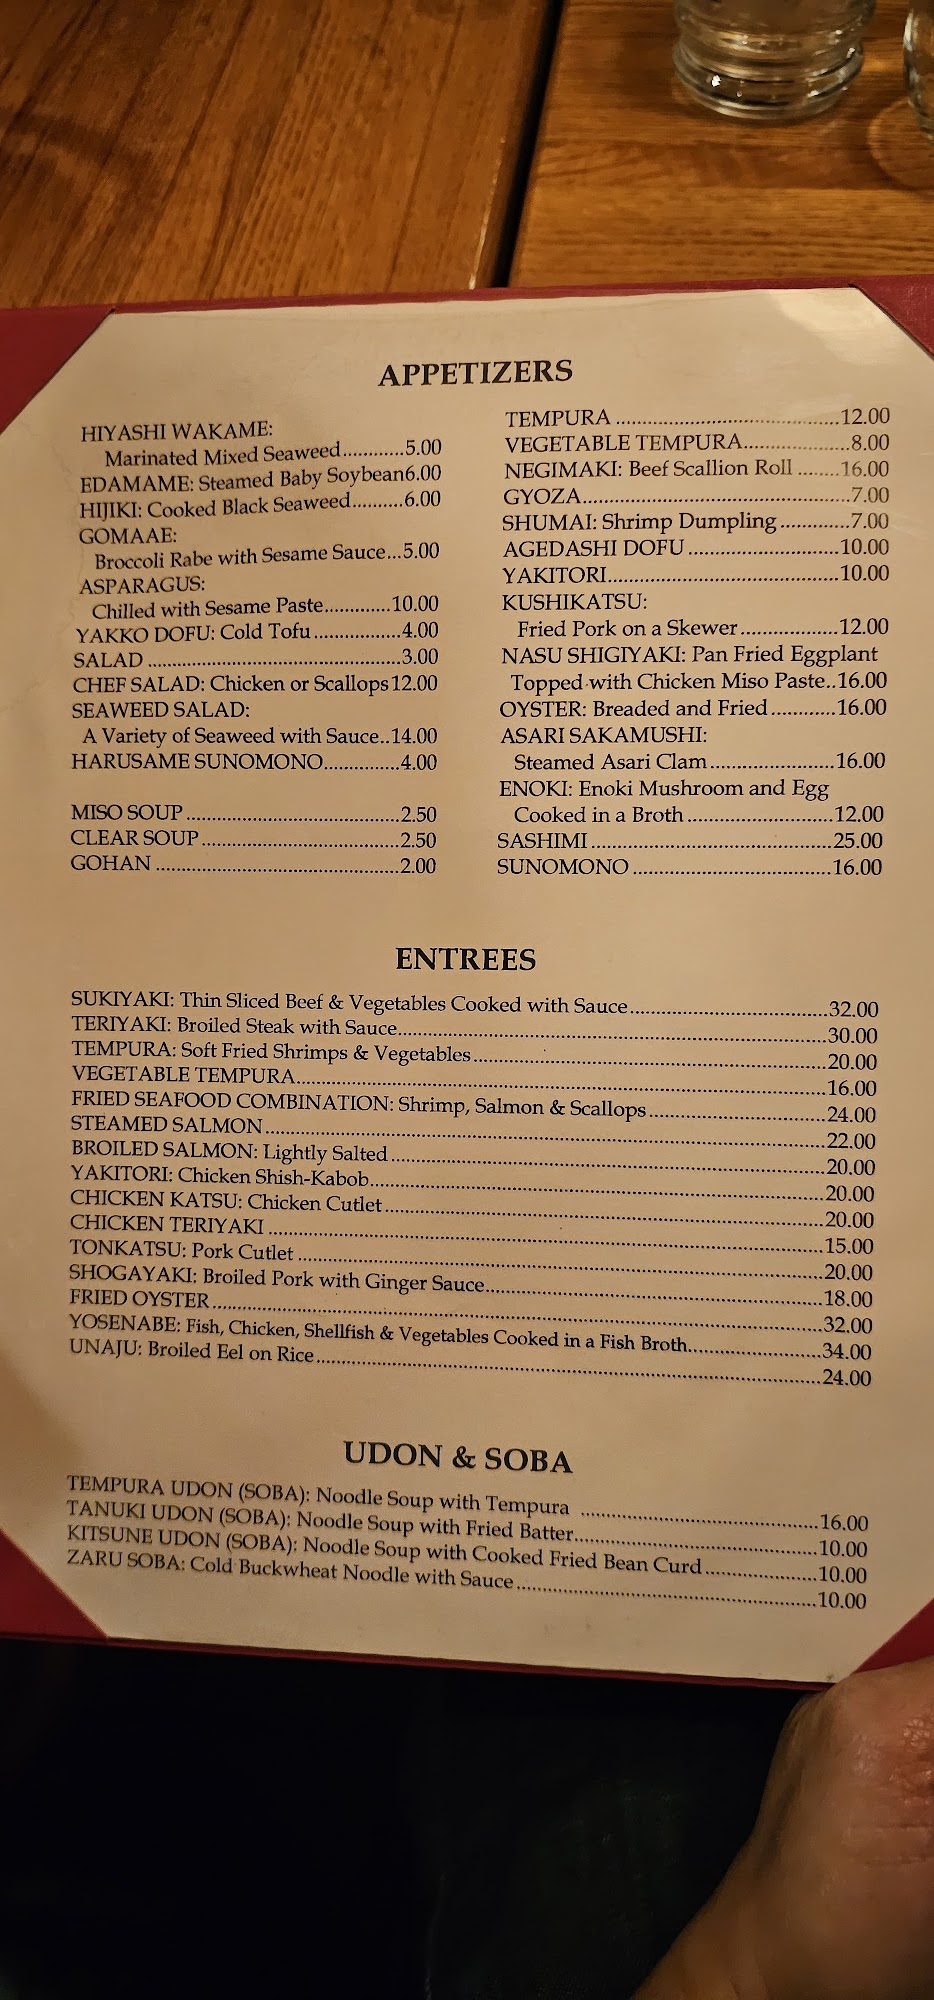 APPETIZERS
HIYASHI WAKAME:
Marinated Mixed Seaweed............5.00
EDAMAME: Steamed Baby Soybean6.00
HIJIKI: Cooked Black Seaweed..........6.00
GOMAAE:
Broccoli Rabe with Sesame Sauce...5.00
ASPARAGUS:
Chilled with Sesame Paste.............10.00
YAKKO DOFU: Cold Tofu.................4.00
SALAD.................................................3.00
CHEF SALAD: Chicken or Scallops12.00
SEAWEED SALAD:
A Variety of Seaweed with Sauce..14.00
HARUSAME SUNOMONO...............4.00
MISO SOUP..........................................2.50
CLEAR SOUP.......................................2.50
GOHAN................................................2.00
TEMPURA............................................12.00
VEGETABLE TEMPURA.....................8.00
NEGIMAKI: Beef Scallion Roll........16.00
GYOZA....................................................7.00
SHUMAI: Shrimp Dumpling.............7.00
AGEDASHI DOFU.............................10.00
YAKITORI............................................10.00
KUSHIKATSU:
Fried Pork on a Skewer...................12.00
NASU SHIGIYAKI: Pan Fried Eggplant
Topped with Chicken Miso Paste..16.00
OYSTER: Breaded and Fried............16.00
ASARI SAKAMUSHI:
Steamed Asari Clam........................16.00
ENOKI: Enoki Mushroom and Egg
Cooked in a Broth............................12.00
SASHIMI...............................................25.00
SUNOMONO.......................................16.00
ENTREES
SUKIYAKI: Thin Sliced Beef & Vegetables Cooked with Sauce.......................................32.00
TERIYAKI: Broiled Steak with Sauce....................................................................................30.00
TEMPURA: Soft Fried Shrimps & Vegetables......................................................................20.00
VEGETABLE TEMPURA........................................................................................................16.00
FRIED SEAFOOD COMBINATION: Shrimp, Salmon & Scallops...................................24.00
STEAMED SALMON..............................................................................................................22.00
BROILED SALMON: Lightly Salted......................................................................................20.00
YAKITORI: Chicken Shish-Kabob..........................................................................................20.00
CHICKEN KATSU: Chicken Cutlet.......................................................................................20.00
CHICKEN TERIYAKI..............................................................................................................15.00
TONKATSU: Pork Cutlet........................................................................................................20.00
SHOGAYAKI: Broiled Pork with Ginger Sauce...................................................................18.00
FRIED OYSTER.........................................................................................................................32.00
YOSENABE: Fish, Chicken, Shellfish & Vegetables Cooked in a Fish Broth..........................34.00
UNAJU: Broiled Eel on Rice.....................................................................................................24.00
UDON & SOBA
TEMPURA UDON (SOBA): Noodle Soup with Tempura ..............................................16.00
TANUKI UDON (SOBA): Noodle Soup with Fried Batter................................................10.00
KITSUNE UDON (SOBA): Noodle Soup with Cooked Fried Bean Curd......................10.00
ZARU SOBA: Cold Buckwheat Noodle with Sauce............................................................10.00